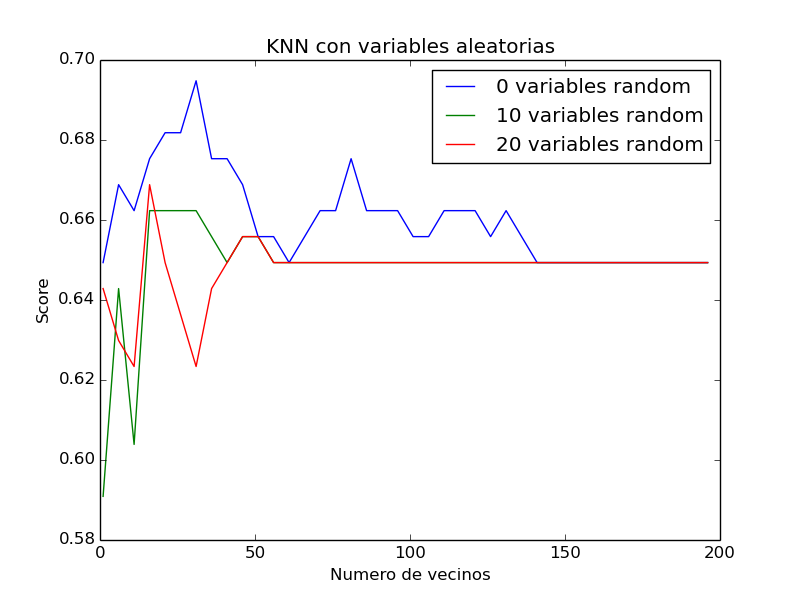 KNN con variables aleatorias
0 variables random
10 variables random
20 variables random
0.70
0.68
0.66
0.64
0.62
0.60
0.58
Score
0 50 100 150 200
Numero de vecinos